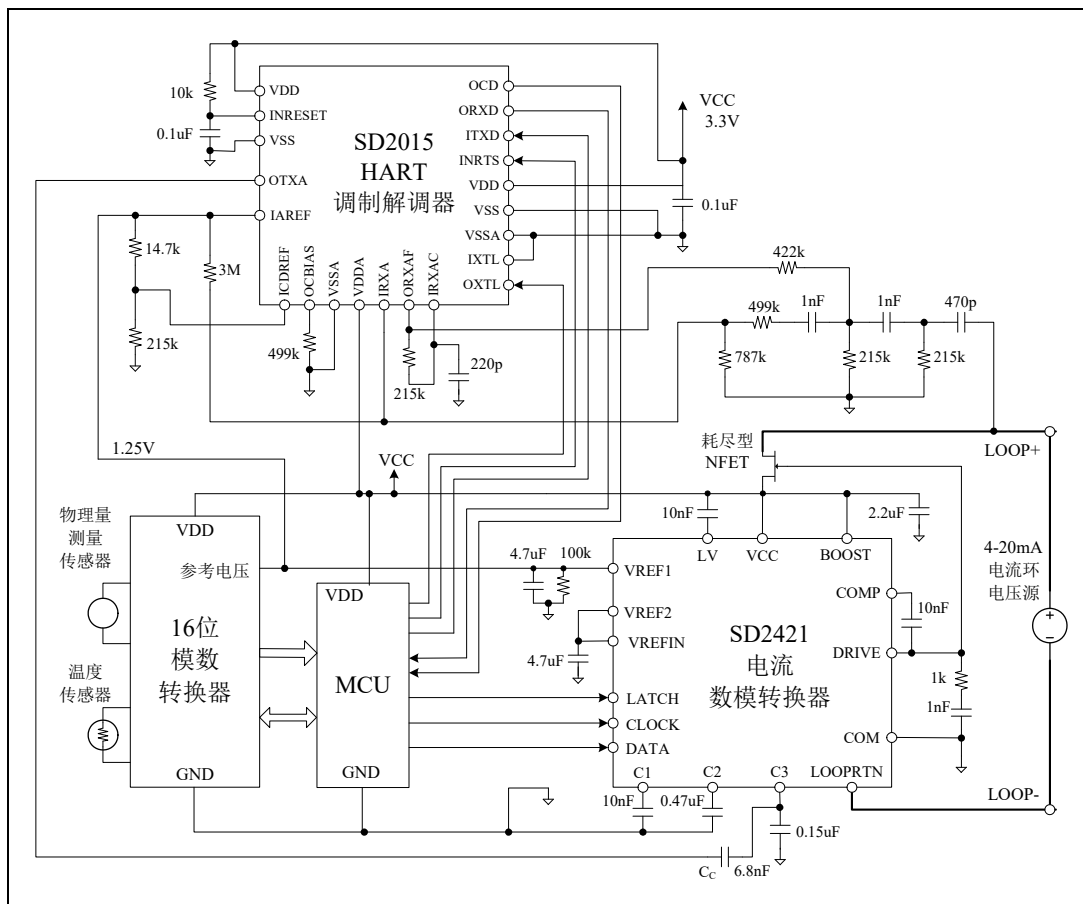 10k
0.1uF
VDD
INRESET
VSS
OTXA
IAREF
SD2015
HART
调制解调器
OCD
ORXD
ITXD
INRTS
VDD
VSS
VSSA
IXTL
OXTL
ICDREF
OCBIAS
VSSA
VDDA
IRXA
ORXAF
IRXAC
VCC
3.3V
0.1uF
14.7k
3M
215k
499k
215k
220p
422k
499k
1nF
1nF
470p
787k
215k
215k
1.25V
VCC
耗尽型
NFET
LOOP+
物理量
测量
传感器
VDD
参考电压
16位
模数
转换器
温度
传感器
GND
VDD
MCU
GND
4.7uF
100k
4.7uF
10nF
2.2uF
LV
VCC
BOOST
VREF1
VREF2
VREFIN
LATCH
CLOCK
DATA
SD2421
电流
数模转换器
COMP
DRIVE
COM
10nF
1k
1nF
C1
C2
C3
LOOPRTN
10nF
0.47uF
0.15uF
CC
6.8nF
4-20mA
电流环
电压源
LOOP-